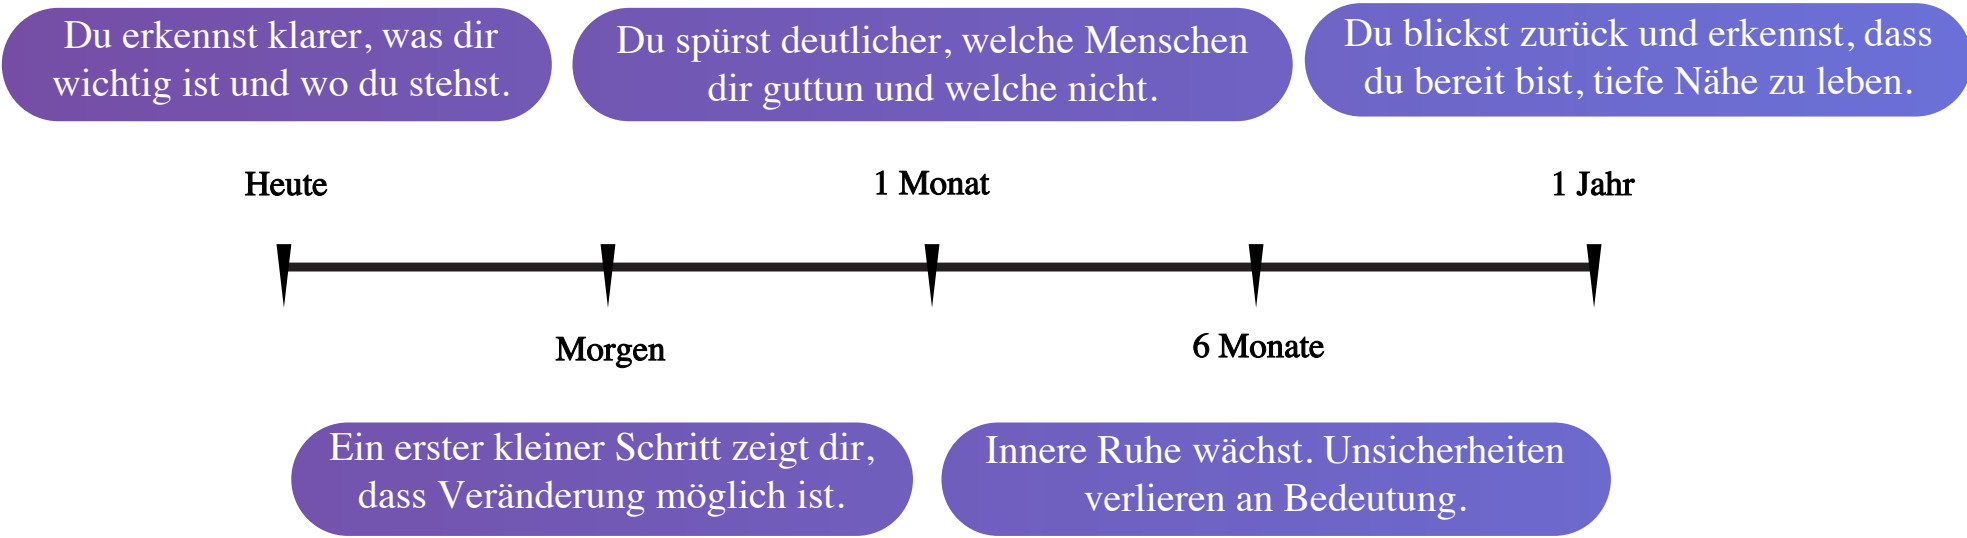 Du erkennst klarer, was dir
wichtig ist und wo du stehst.
Du spürst deutlicher, welche Menschen
dir guttun und welche nicht.
Du blickst zurück und erkennst, dass
du bereit bist, tiefe Nähe zu leben.
Heute
1 Monat
1 Jahr
Morgen
6 Monate
Ein erster kleiner Schritt zeigt dir,
dass Veränderung möglich ist.
Innere Ruhe wächst. Unsicherheiten
verlieren an Bedeutung.